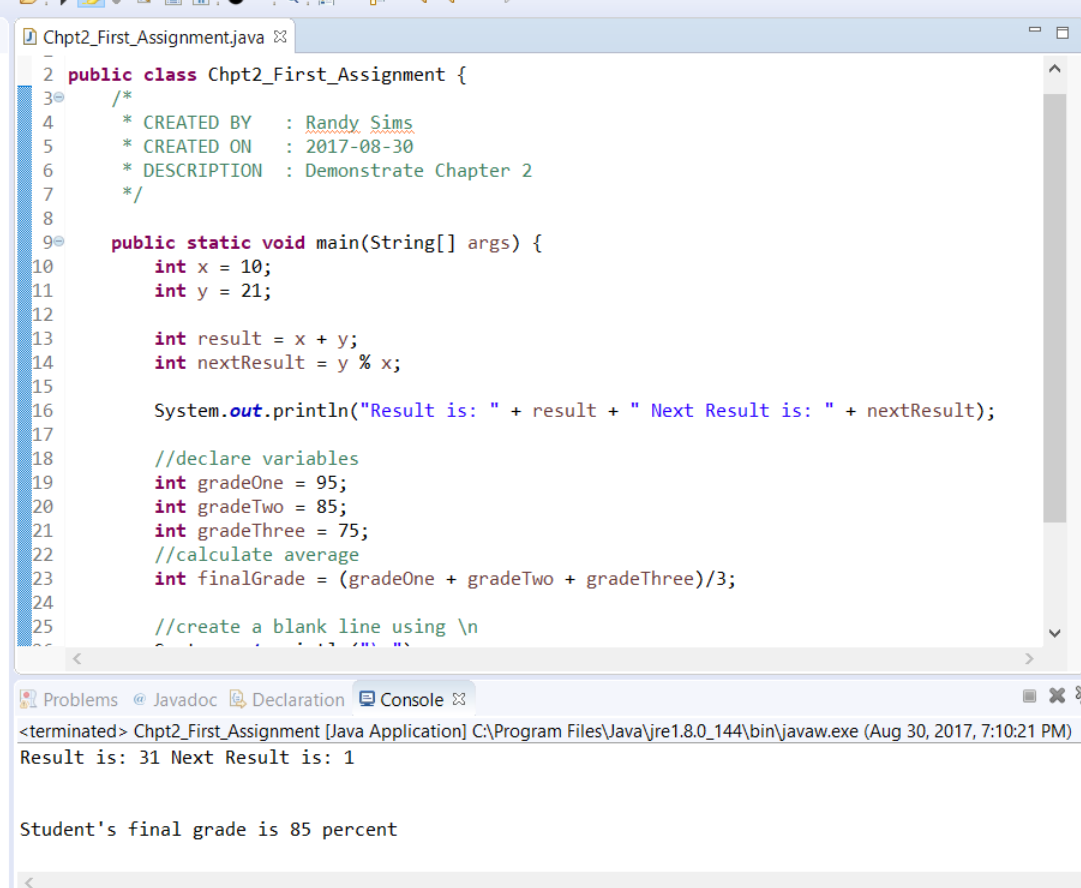 Chpt2_First_Assignment.java
2 public class Chpt2_First_Assignment {
3 /*
4 * CREATED BY : Randy Sims
5 * CREATED ON : 2017-08-30
6 * DESCRIPTION : Demonstrate Chapter 2
7 */
8
9 public static void main(String[] args) {
10 int x = 10;
11 int y = 21;
12
13 int result = x + y;
14 int nextResult = y % x;
15
16 System.out.println("Result is: " + result + " Next Result is: " + nextResult);
17
18 //declare variables
19 int gradeOne = 95;
20 int gradeTwo = 85;
21 int gradeThree = 75;
22 //calculate average
23 int finalGrade = (gradeOne + gradeTwo + gradeThree)/3;
24
25 //create a blank line using \n
Problems @ Javadoc Declaration Console
<terminated> Chpt2_First_Assignment [Java Application] C:\Program Files\Java\jre1.8.0_144\bin\javaw.exe (Aug 30, 2017, 7:10:21 PM)
Result is: 31 Next Result is: 1
Student's final grade is 85 percent